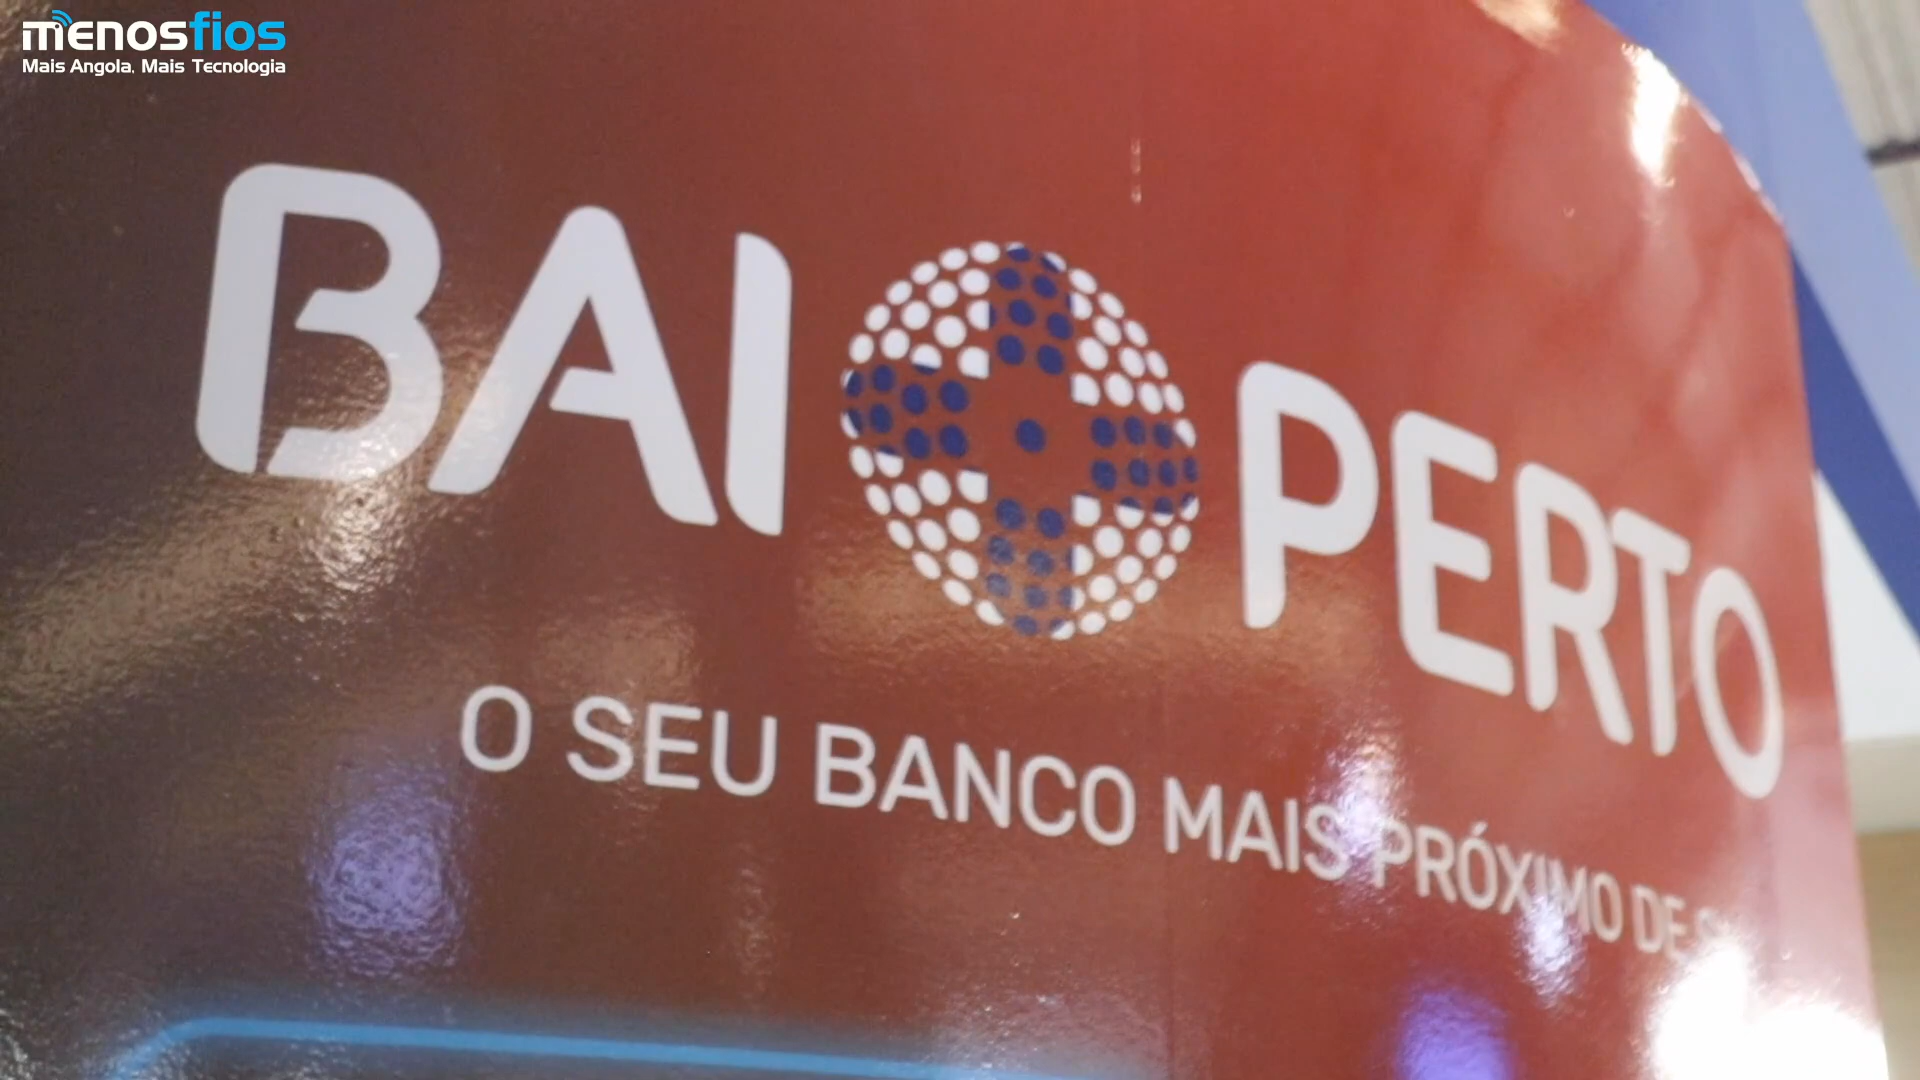 menosfios
Mais Angola. Mais Tecnologia
BAI PERTO
O SEU BANCO MAIS PRÓXIMO DE